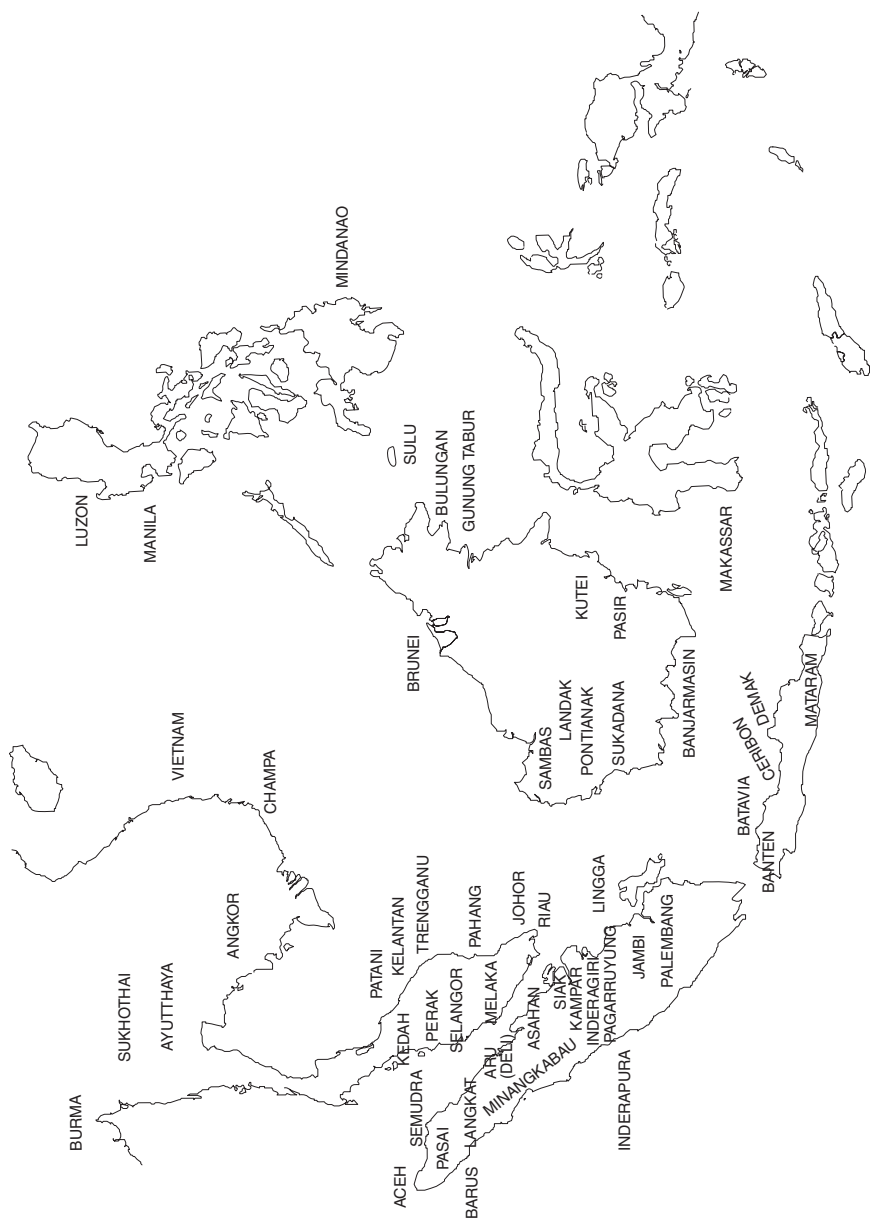 BURMA
SUKHOTHAI
AYUTTHAYA
ANGKOR
VIETNAM
CHAMPA
LUZON
MANILA
MINDANAO
SULU
BULUNGAN
GUNUNG TABUR
BRUNEI
PATANI
KELANTAN
TRENGGANU
PAHANG
JOHOR
RIAU
LINGGA
KEDAH
PERAK
SELANGOR
MELAKA
ACEH
SEMUDRA
PASAI
LANGKAT
BARUS
ARU
(DELI)
MINANGKABAU
ASAHAN
SIAK
KAMPAR
INDERAGIRI
PAGARRUYUNG
INDERAPURA
JAMBI
PALEMBANG
SAMBAS
LANDAK
PONTIANAK
SUKADANA
KUTEI
PASIR
BANJARMASIN
MAKASSAR
BATAVIA
BANTEN
CERIBON
DEMAK
MATARAM